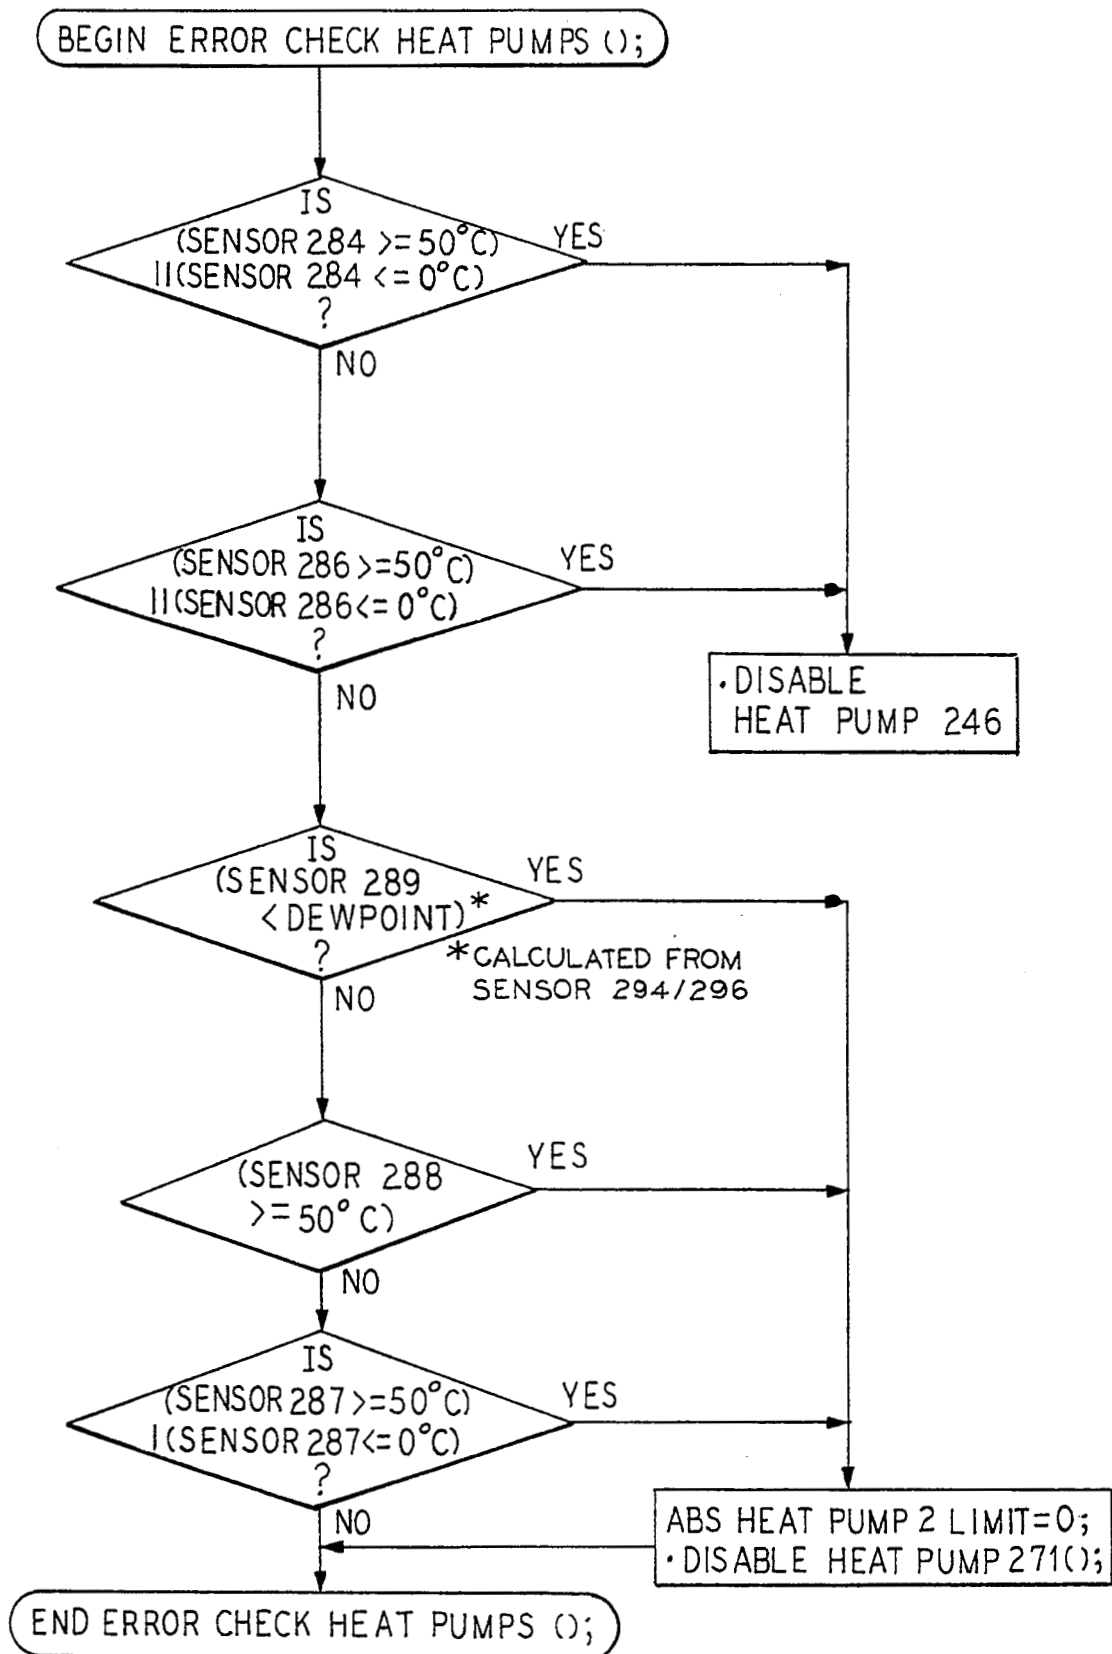 BEGIN ERROR CHECK HEAT PUMPS ();
IS
(SENSOR 284 >= 50°C)
||(SENSOR 284 <= 0°C)
?
YES
NO
IS
(SENSOR 286 >= 50°C)
||(SENSOR 286 <= 0°C)
?
YES
NO
·DISABLE
HEAT PUMP 246
IS
(SENSOR 289
< DEWPOINT)*
?
YES
*CALCULATED FROM
SENSOR 294/296
NO
(SENSOR 288
>= 50°C)
YES
NO
IS
(SENSOR 287 >= 50°C)
|(SENSOR 287 <= 0°C)
?
YES
NO
ABS HEAT PUMP 2 LIMIT=0;
·DISABLE HEAT PUMP 271();
END ERROR CHECK HEAT PUMPS ();